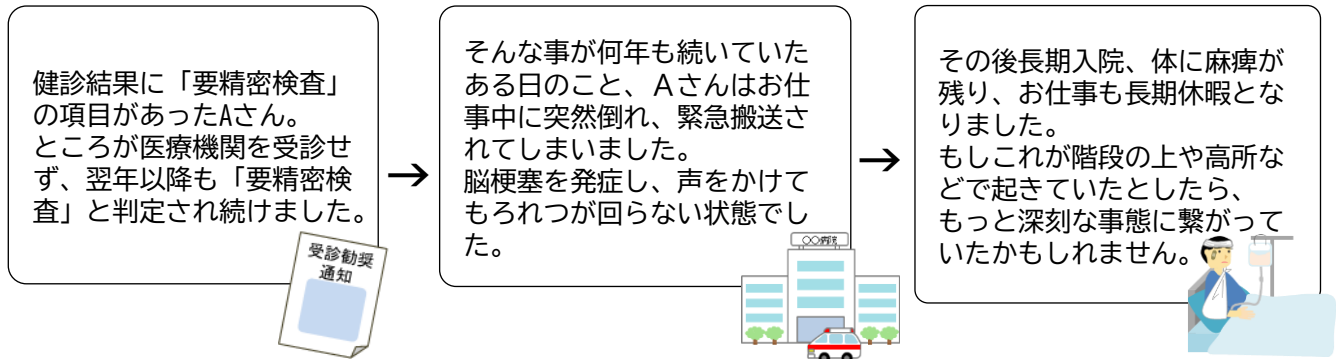 健診結果に「要精密検査」
の項目があったAさん。
ところが医療機関を受診せ
ず、翌年以降も「要精密検
査」と判定され続けました。
受診勧奨
通知
そんな事が何年も続いていた
ある日のこと、Ａさんはお仕
事中に突然倒れ、緊急搬送さ
れてしまいました。
脳梗塞を発症し、声をかけて
もろれつが回らない状態でし
た。
○○病院
その後長期入院、体に麻痺が
残り、お仕事も長期休暇とな
りました。
もしこれが階段の上や高所な
どで起きていたとしたら、
もっと深刻な事態に繋がって
いたかもしれません。